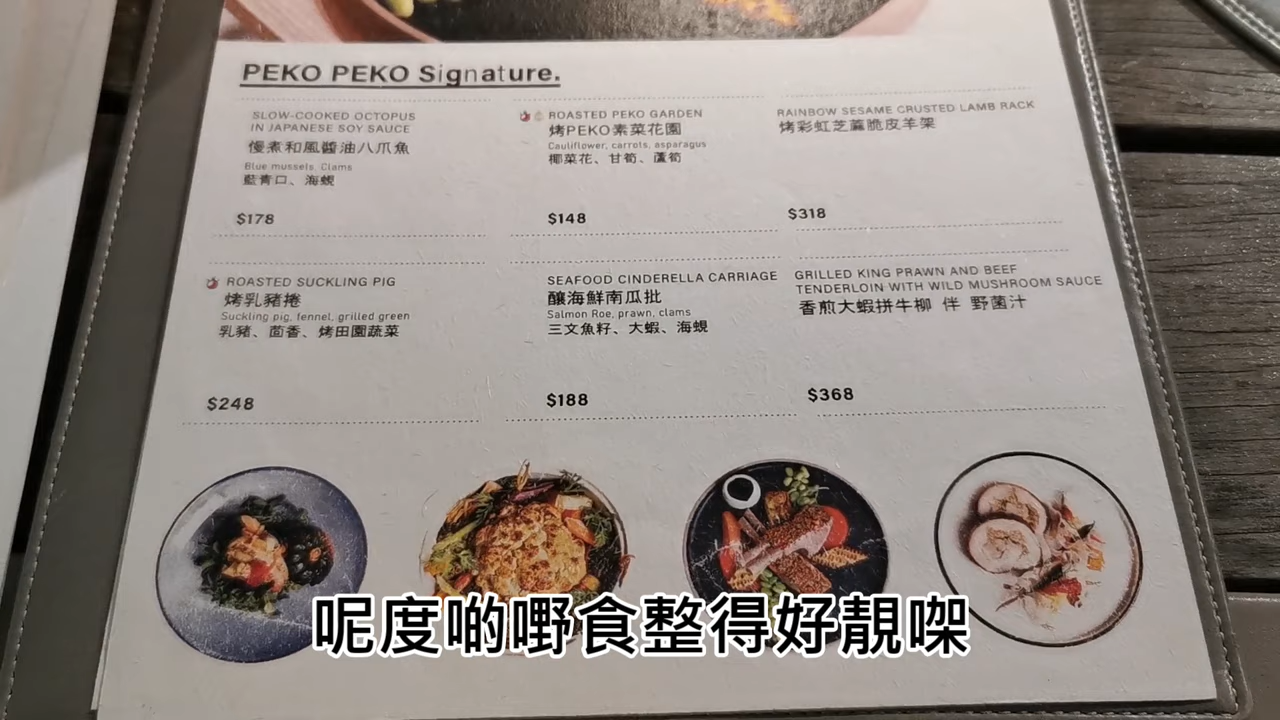 PEKO PEKO Signature.
SLOW-COOKED OCTOPUS
IN JAPANESE SOY SAUCE
慢煮和風醬油八爪魚
Blue mussels, Clams
藍青口、海蜆
$178
ROASTED PEKO GARDEN
烤PEKO素菜花園
Cauliflower, carrots, asparagus
椰菜花、甘筍、蘆筍
$148
RAINBOW SESAME CRUSTED LAMB RACK
烤彩虹芝麻脆皮羊架
$318
ROASTED SUCKLING PIG
烤乳豬捲
Suckling pig, fennel, grilled green
乳豬、茴香、烤田園蔬菜
$248
SEAFOOD CINDERELLA CARRIAGE
釀海鮮南瓜批
Salmon Roe, prawn, clams
三文魚籽、大蝦、海蜆
$188
GRILLED KING PRAWN AND BEEF
TENDERLOIN WITH WILD MUSHROOM SAUCE
香煎大蝦拼牛柳 伴 野菌汁
$368
呢度啲嘢食整得好靚㗎